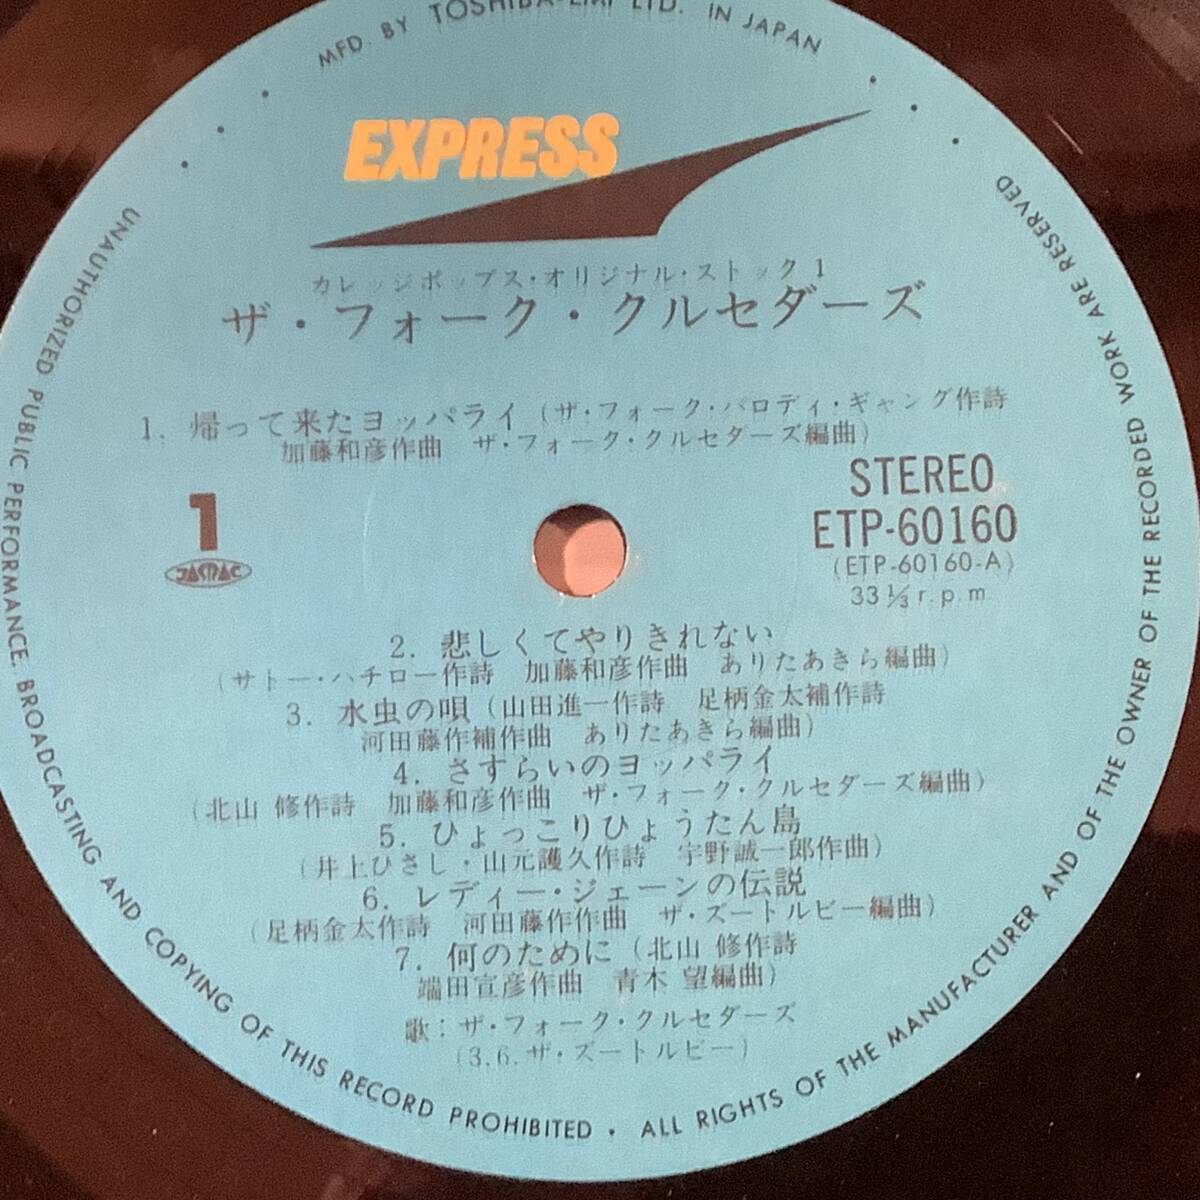 MFD. BY TOSHIBA-EMI LTD. IN JAPAN
EXPRESS
カレッジポップス・オリジナル・ストック1
ザ・フォーク・クルセダーズ
1. 帰って来たヨッパライ (ザ・フォーク・パロディ・ギャング作詩
加藤和彦作曲 ザ・フォーク・クルセダーズ編曲)
STEREO
ETP-60160
(ETP-60160-A)
33 1/3 r.p.m.
1
JASRAC
2. 悲しくてやりきれない
(サトー・ハチロー作詩 加藤和彦作曲 ありたあきら編曲)
3. 水虫の唄 (山田進一作詩 足柄金太補作詩
河田藤作補作曲 ありたあきら編曲)
4. さすらいのヨッパライ
(北山 修作詩 加藤和彦作曲 ザ・フォーク・クルセダーズ編曲)
5. ひょっこりひょうたん島
(井上ひさし・山元護久作詩 宇野誠一郎作曲)
6. レディー・ジェーンの伝説
(足柄金太作詩 河田藤作作曲 ザ・ズートルビー編曲)
7. 何のために (北山 修作詩
端田宣彦作曲 青木 望編曲)
歌:ザ・フォーク・クルセダーズ
(3.6.ザ・ズートルビー)
UNAUTHORIZED PUBLIC PERFORMANCE. BROADCASTING AND COPYING OF THIS RECORD PROHIBITED • ALL RIGHTS OF THE MANUFACTURER AND OF THE OWNER OF THE RECORDED WORK ARE RESERVED